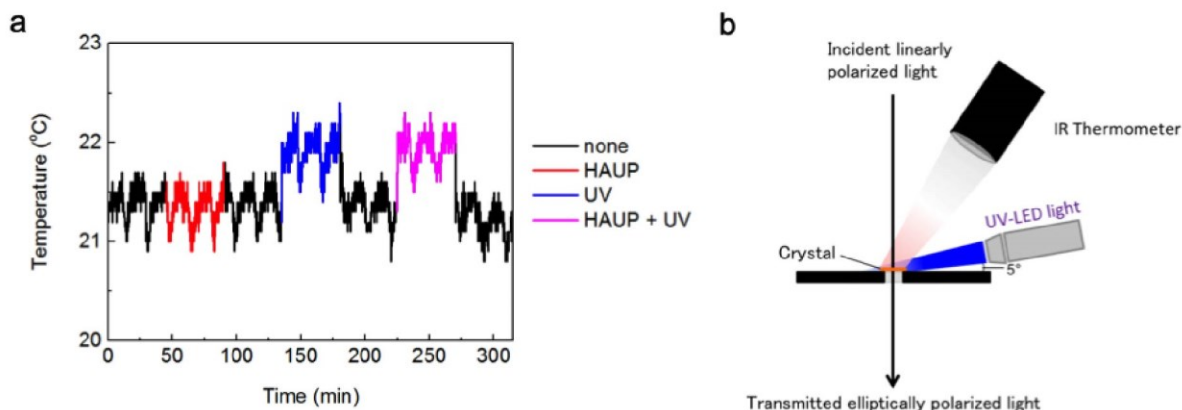 a
23
22
21
20
Temperature (°C)
0 50 100 150 200 250 300
Time (min)
none
HAUP
UV
HAUP + UV
b
Incident linearly
polarized light
IR Thermometer
UV-LED light
Crystal
5°
Transmitted elliptically polarized light